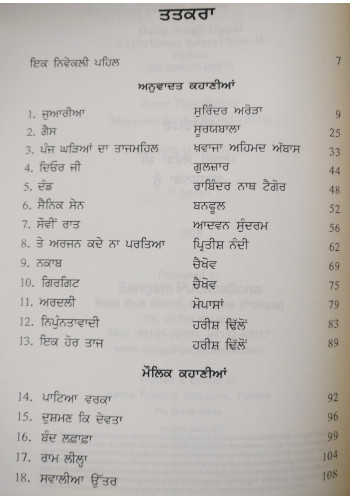 ਤਤਕਰਾ
ਇਕ ਨਿਵੇਕਲੀ ਪਹਿਲ 7
ਅਨੁਵਾਦਤ ਕਹਾਣੀਆਂ
1. ਜੁਆਰੀਆ ਸੁਰਿੰਦਰ ਅਰੋੜਾ 9
2. ਗੈਸ ਸੂਰਯਬਾਲਾ 25
3. ਪੰਜ ਘੜਿਆਂ ਦਾ ਤਾਜਮਹਿਲ ਖ਼ਵਾਜਾ ਅਹਿਮਦ ਅੱਬਾਸ 33
4. ਦਿਓਰ ਜੀ ਗੁਲਜ਼ਾਰ 44
5. ਦੰਡ ਰਾਬਿੰਦਰ ਨਾਥ ਟੈਗੋਰ 48
6. ਸੈਨਿਕ ਸੇਨ ਬਨਫੂਲ 52
7. ਸੌਵੀਂ ਰਾਤ ਆਦਵਨ ਸੁੰਦਰਮ 56
8. ਤੇ ਅਰਜਨ ਕਦੇ ਨਾ ਪਰਤਿਆ ਪ੍ਰਿਤੀਸ਼ ਨੰਦੀ 62
9. ਨਕਾਬ ਚੈਖੋਵ 69
10. ਗਿਰਗਿਟ ਚੈਖੋਵ 75
11. ਅਰਦਲੀ ਮੋਪਾਸਾਂ 79
12. ਨਿਪੁੰਨਤਾਵਾਦੀ ਹਰੀਸ਼ ਢਿੱਲੋਂ 83
13. ਇਕ ਹੋਰ ਤਾਜ ਹਰੀਸ਼ ਢਿੱਲੋਂ 89
ਮੌਲਿਕ ਕਹਾਣੀਆਂ
14. ਪਾਟਿਆ ਵਰਕਾ 92
15. ਦੁਸ਼ਮਣ ਕਿ ਦੇਵਤਾ 96
16. ਬੰਦ ਲਫ਼ਾਫ਼ਾ 99
17. ਰਾਮ ਲੀਲ੍ਹਾ 104
18. ਸਵਾਲੀਆ ਉੱਤਰ 108